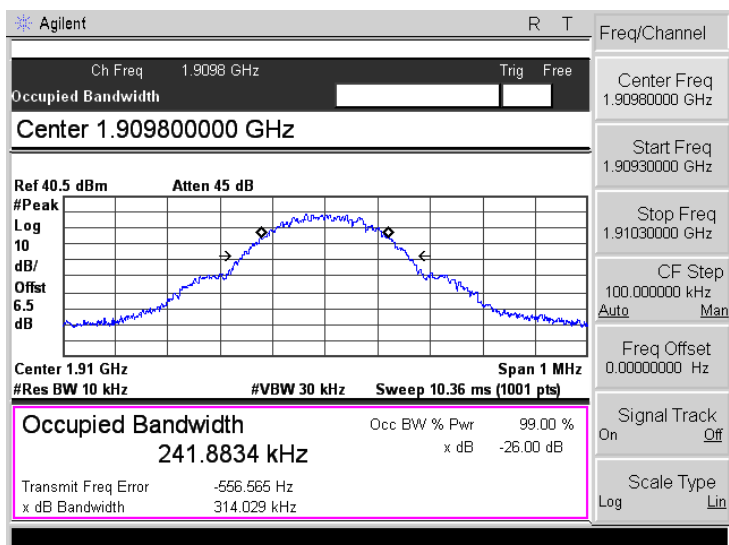 Agilent R T
Ch Freq 1.9098 GHz Trig Free
Occupied Bandwidth
Center 1.909800000 GHz
Ref 40.5 dBm Atten 45 dB
#Peak
Log
10
dB/
Offst
6.5
dB
Center 1.91 GHz Span 1 MHz
#Res BW 10 kHz #VBW 30 kHz Sweep 10.36 ms (1001 pts)
Occupied Bandwidth Occ BW % Pwr 99.00 %
241.8834 kHz x dB -26.00 dB
Transmit Freq Error -556.565 Hz
x dB Bandwidth 314.029 kHz
Freq/Channel
Center Freq
1.90980000 GHz
Start Freq
1.90930000 GHz
Stop Freq
1.91030000 GHz
CF Step
100.000000 kHz
Auto Man
Freq Offset
0.00000000 Hz
Signal Track
On Off
Scale Type
Log Lin